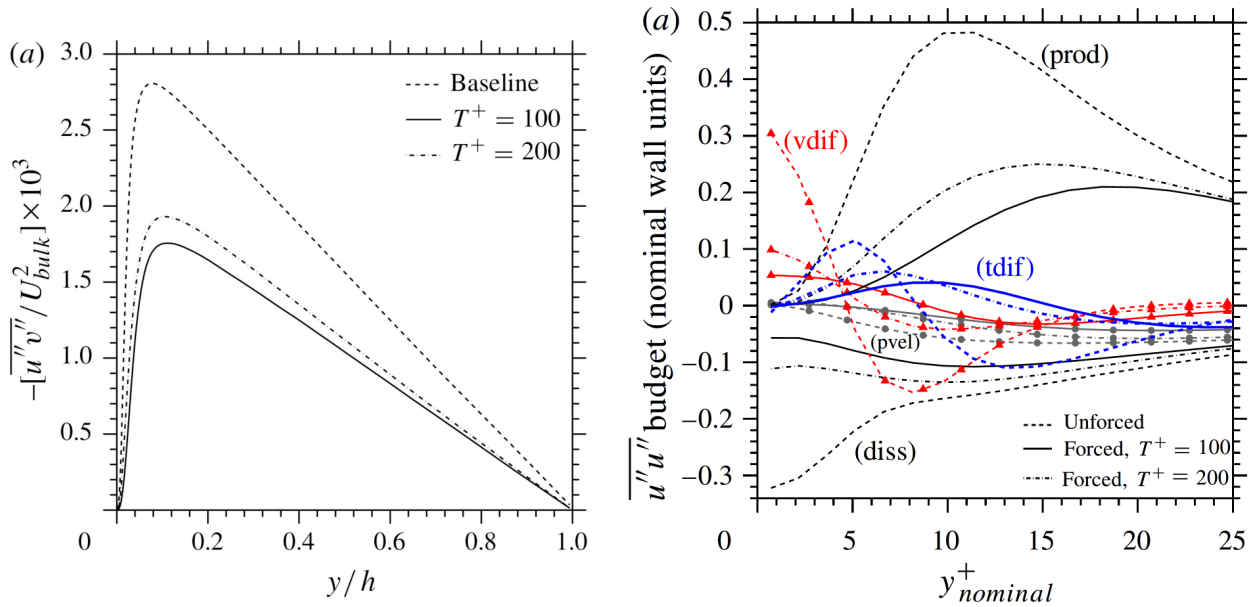 (a)
3.0
2.5
2.0
1.5
1.0
0.5
0
0.2
0.4
0.6
0.8
1.0
y/h
−[u″v″/U²bulk]×10³
Baseline
T⁺ = 100
T⁺ = 200
(a)
0.5
0.4
0.3
0.2
0.1
0
−0.1
−0.2
−0.3
0
5
10
15
20
25
y⁺nominal
u″u″ budget (nominal wall units)
(prod)
(vdif)
(tdif)
(pvel)
(diss)
Unforced
Forced, T⁺ = 100
Forced, T⁺ = 200